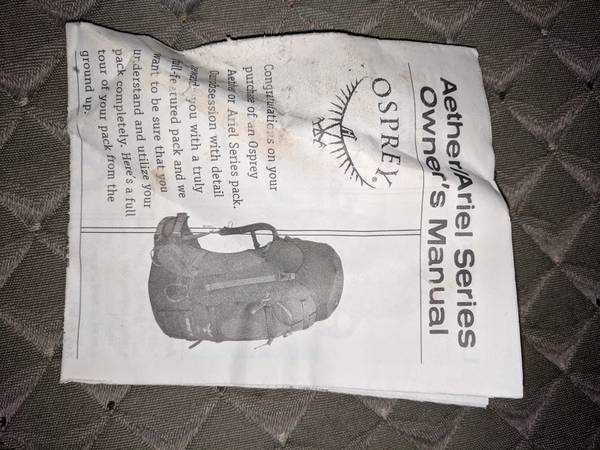 Aether/Ariel Series
Owner's Manual
OSPREY®
Congratulations on your
purchase of an Osprey
Aether or Ariel Series pack.
Our obsession with detail
rewards you with a truly
full-featured pack and we
want to be sure that you
understand and utilize your
pack completely. Here's a full
tour of your pack from the
ground up.